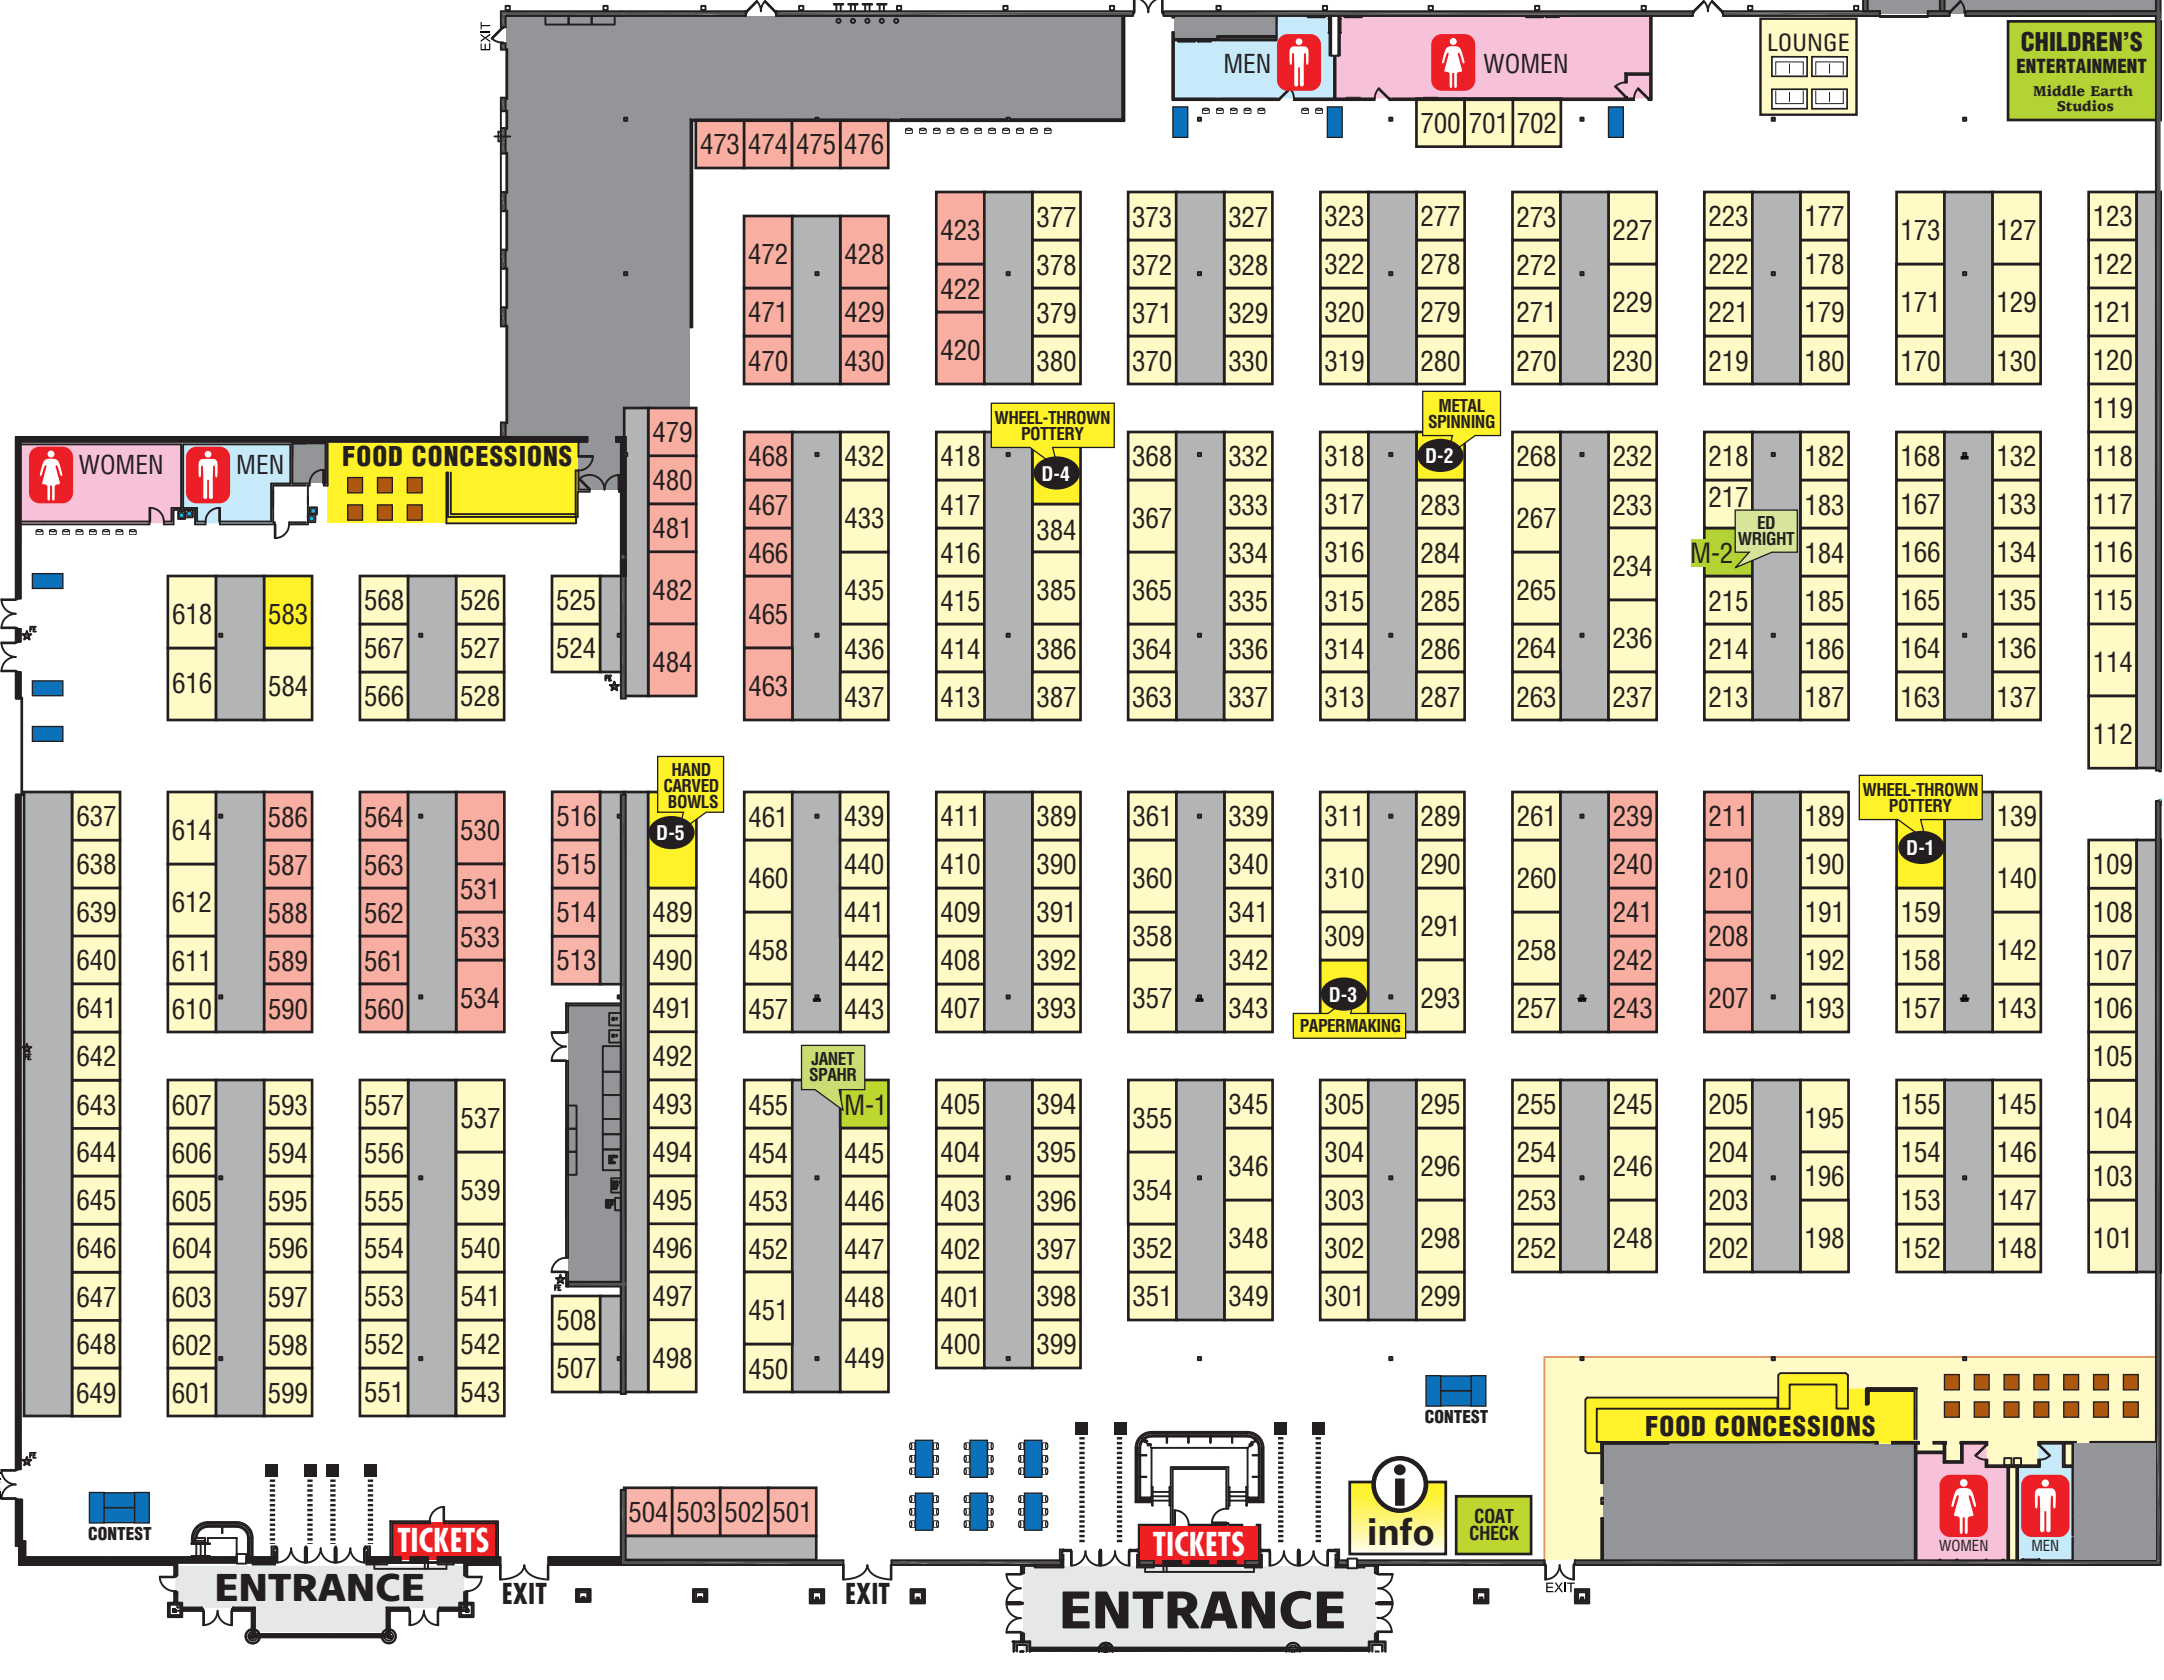 EXIT
MEN
WOMEN
LOUNGE
CHILDREN'S
ENTERTAINMENT
Middle Earth
Studios
700 701 702
473 474 475 476
423 377 373 327 323 277 273 227 223 177 173 127 123
472 428 422 378 372 328 322 278 272 229 222 178 171 129 122
471 429 420 379 371 329 320 279 271 230 221 179 170 130 121
470 430 380 370 330 319 280 270 219 180 120
119
WHEEL-THROWN
POTTERY
D-4
METAL
SPINNING
D-2
WOMEN
MEN
FOOD CONCESSIONS
479
480
481
482
484
468 432 418 368 332 318 268 232 218 182 168 132 118
467 433 417 384 367 333 317 283 267 233 217 183 167 133 117
ED
WRIGHT
M-2
466 416 334 316 284 234 184 166 134 116
465 435 415 385 365 335 315 285 265 215 185 165 135 115
436 414 386 364 336 314 286 264 236 214 186 164 136 114
463 437 413 387 363 337 313 287 263 237 213 187 163 137
112
618 583 568 526 525
567 527 524
616 584 566 528
FE
FE
HAND
CARVED
BOWLS
D-5
WHEEL-THROWN
POTTERY
D-1
637 614 586 564 530 516 461 439 411 389 361 339 311 289 261 239 211 189 139
638 587 563 531 515 460 440 410 390 360 340 310 290 260 240 210 190 140 109
639 612 588 562 533 514 489 441 409 391 358 341 309 291 241 208 191 159 108
640 611 589 561 513 490 458 442 408 392 342 258 242 192 158 142 107
641 610 590 560 534 491 457 443 407 393 357 343 293 257 243 207 193 157 143 106
D-3
PAPERMAKING
642 492 105
JANET
SPAHR
M-1
643 607 593 557 537 493 455 405 394 355 345 305 295 255 245 205 195 155 145 104
644 606 594 556 494 454 445 404 395 346 304 296 254 246 204 196 154 146 103
645 605 595 555 539 495 453 446 403 396 354 303 253 203 153 147
646 604 596 554 540 496 452 447 402 397 352 348 302 298 252 248 202 198 152 148 101
647 603 597 553 541 508 497 451 448 401 398 351 349 301 299
648 602 598 552 542 507 498 450 449 400 399
649 601 599 551 543
FE
FE
CONTEST
FOOD CONCESSIONS
504 503 502 501
CONTEST
TICKETS
TICKETS
i
info
COAT
CHECK
WOMEN
MEN
ENTRANCE
EXIT
EXIT
ENTRANCE
EXIT